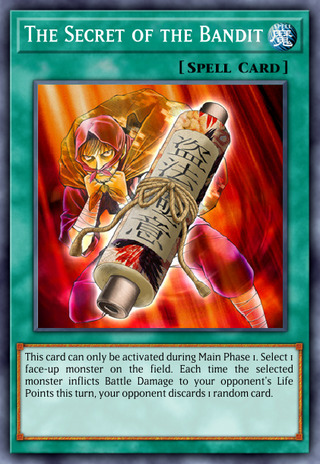 The Secret of the Bandit
魔
[Spell Card]
盗
意
This card can only be activated during Main Phase 1. Select 1
face-up monster on the field. Each time the selected
monster inflicts Battle Damage to your opponent's Life
Points this turn, your opponent discards 1 random card.